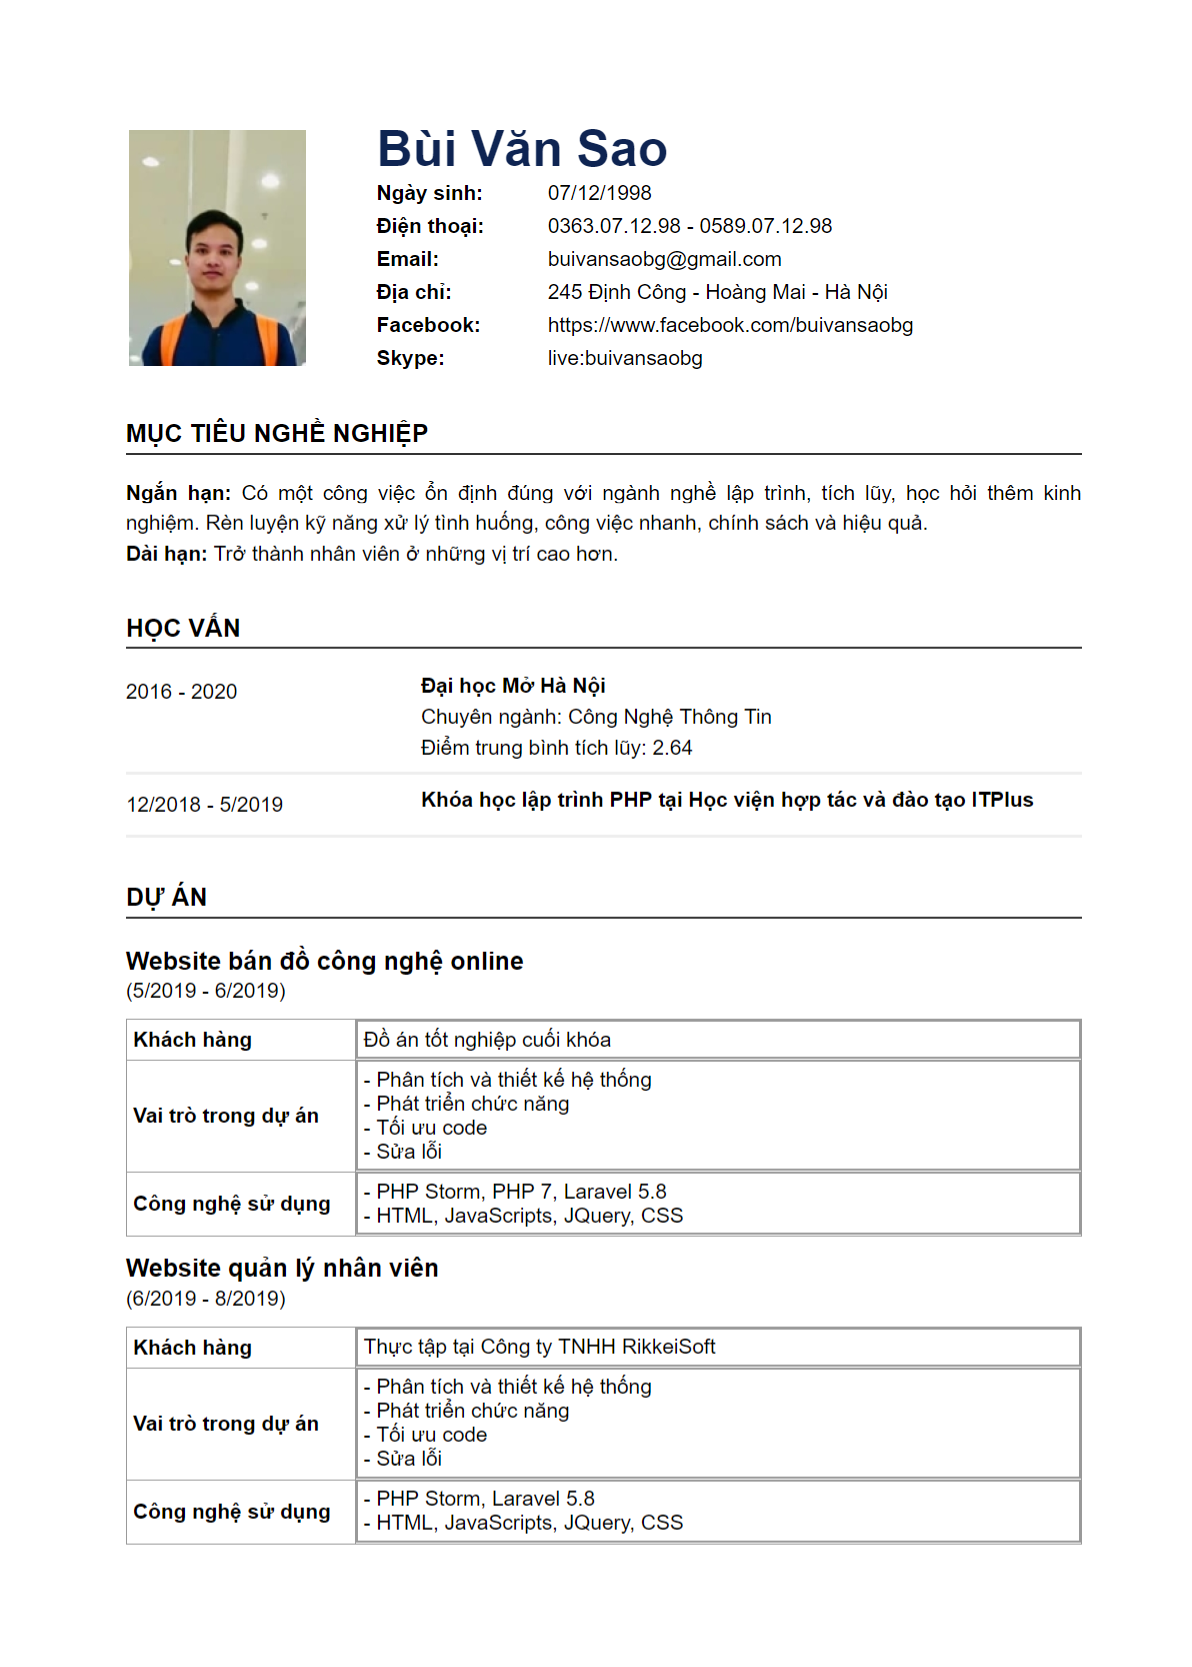 Bùi Văn Sao
Ngày sinh: 07/12/1998
Điện thoại: 0363.07.12.98 - 0589.07.12.98
Email: buivansaobg@gmail.com
Địa chỉ: 245 Định Công - Hoàng Mai - Hà Nội
Facebook: https://www.facebook.com/buivansaobg
Skype: live:buivansaobg
MỤC TIÊU NGHỀ NGHIỆP
Ngắn hạn: Có một công việc ổn định đúng với ngành nghề lập trình, tích lũy, học hỏi thêm kinh
nghiệm. Rèn luyện kỹ năng xử lý tình huống, công việc nhanh, chính sách và hiệu quả.
Dài hạn: Trở thành nhân viên ở những vị trí cao hơn.
HỌC VẤN
2016 - 2020 Đại học Mở Hà Nội
Chuyên ngành: Công Nghệ Thông Tin
Điểm trung bình tích lũy: 2.64
12/2018 - 5/2019 Khóa học lập trình PHP tại Học viện hợp tác và đào tạo ITPlus
DỰ ÁN
Website bán đồ công nghệ online
(5/2019 - 6/2019)
Khách hàng Đồ án tốt nghiệp cuối khóa
Vai trò trong dự án
- Phân tích và thiết kế hệ thống
- Phát triển chức năng
- Tối ưu code
- Sửa lỗi
Công nghệ sử dụng
- PHP Storm, PHP 7, Laravel 5.8
- HTML, JavaScripts, JQuery, CSS
Website quản lý nhân viên
(6/2019 - 8/2019)
Khách hàng Thực tập tại Công ty TNHH RikkeiSoft
Vai trò trong dự án
- Phân tích và thiết kế hệ thống
- Phát triển chức năng
- Tối ưu code
- Sửa lỗi
Công nghệ sử dụng
- PHP Storm, Laravel 5.8
- HTML, JavaScripts, JQuery, CSS